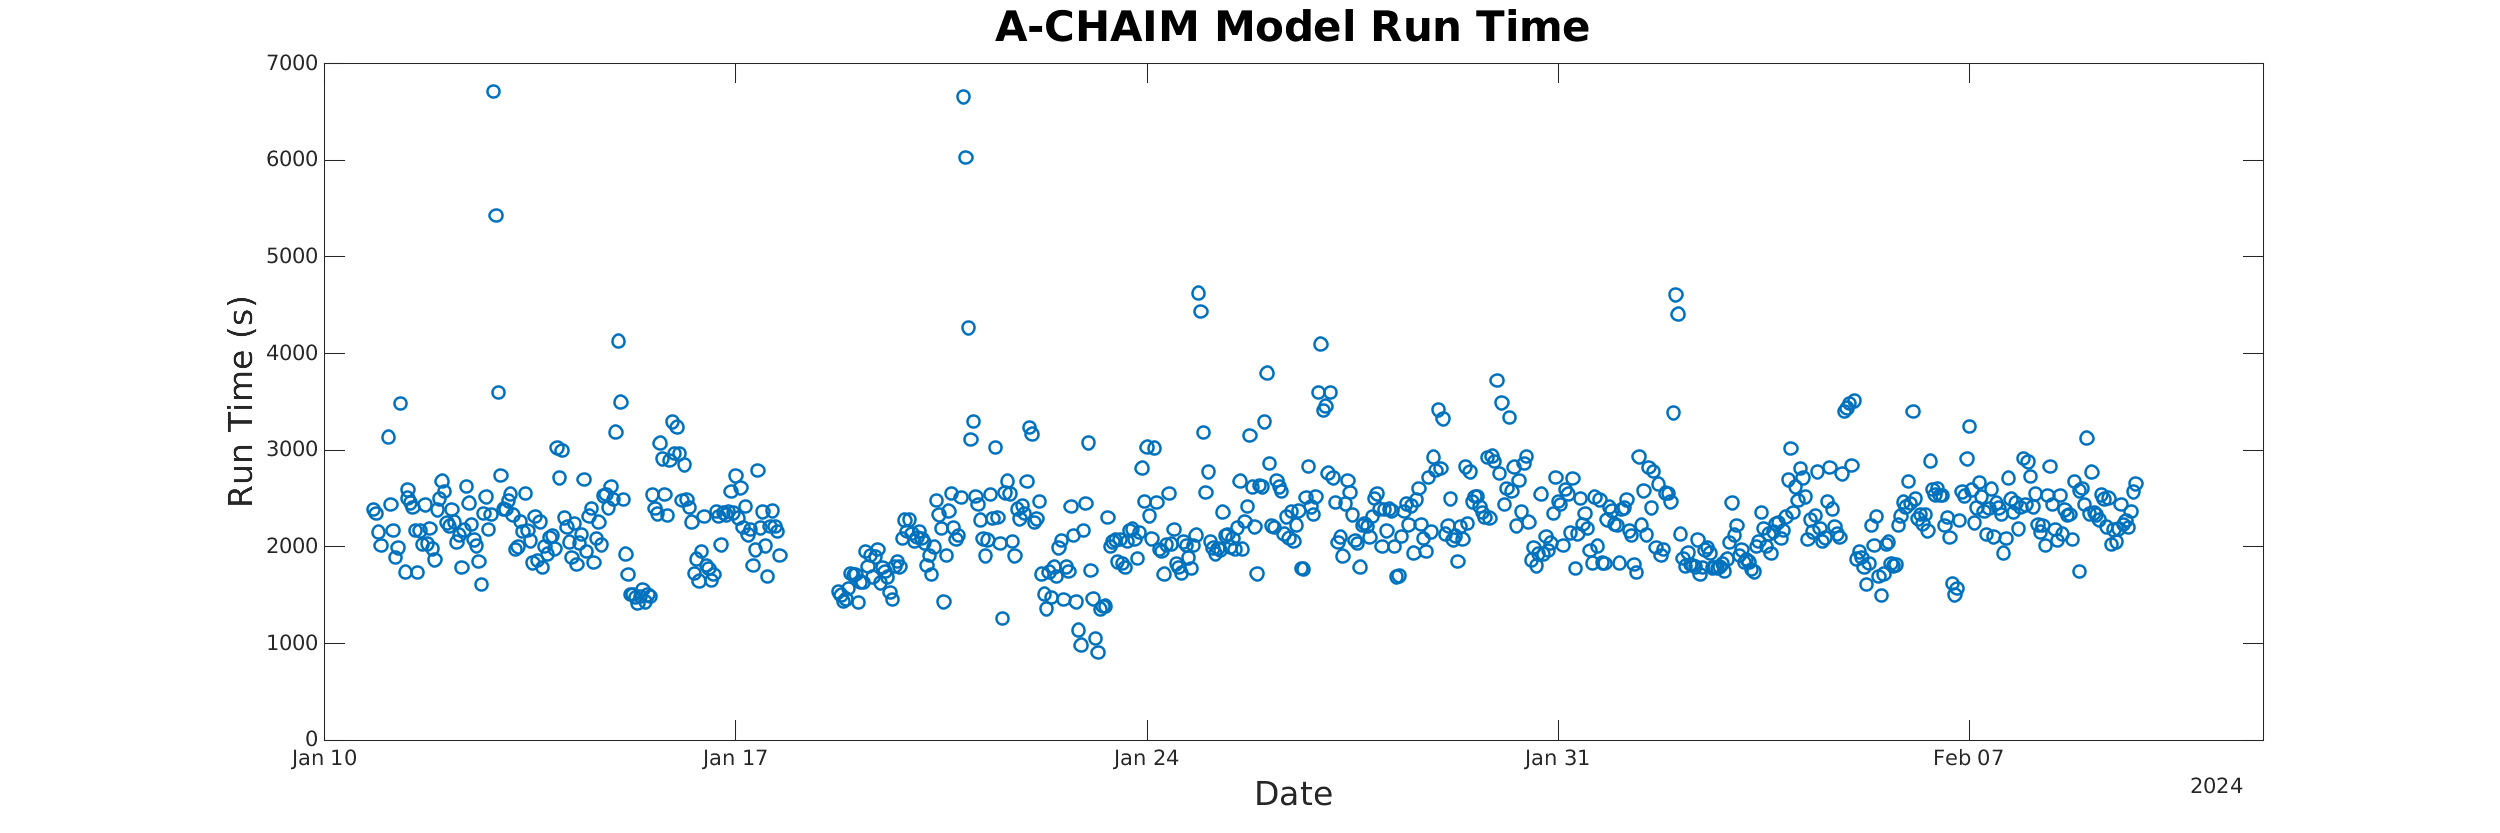 A-CHAIM Model Run Time
7000
6000
5000
4000
3000
2000
1000
0
Run Time (s)
Jan 10
Jan 17
Jan 24
Jan 31
Feb 07
2024
Date